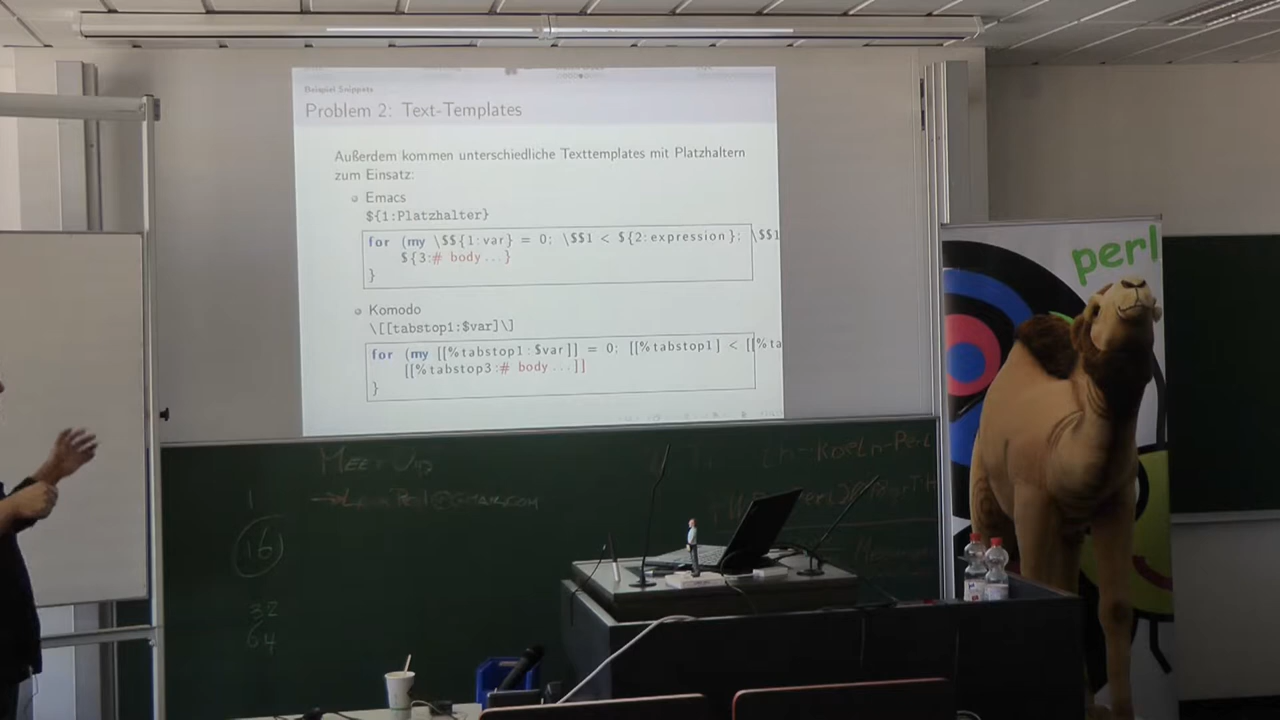 Beispiel Snippets
Problem 2: Text-Templates
Außerdem kommen unterschiedliche Texttemplates mit Platzhaltern
zum Einsatz:
Emacs
${1:Platzhalter}
for (my \$${1:var} = 0; \$$1 < ${2:expression}; \$$1
${3:# body...}
}
Komodo
\[[tabstop1:$var]\]
for (my [[%tabstop1:$var]] = 0; [[%tabstop1] < [[%ta
[[%tabstop3:# body...]]
}
perl
MEET
1
16
32
64